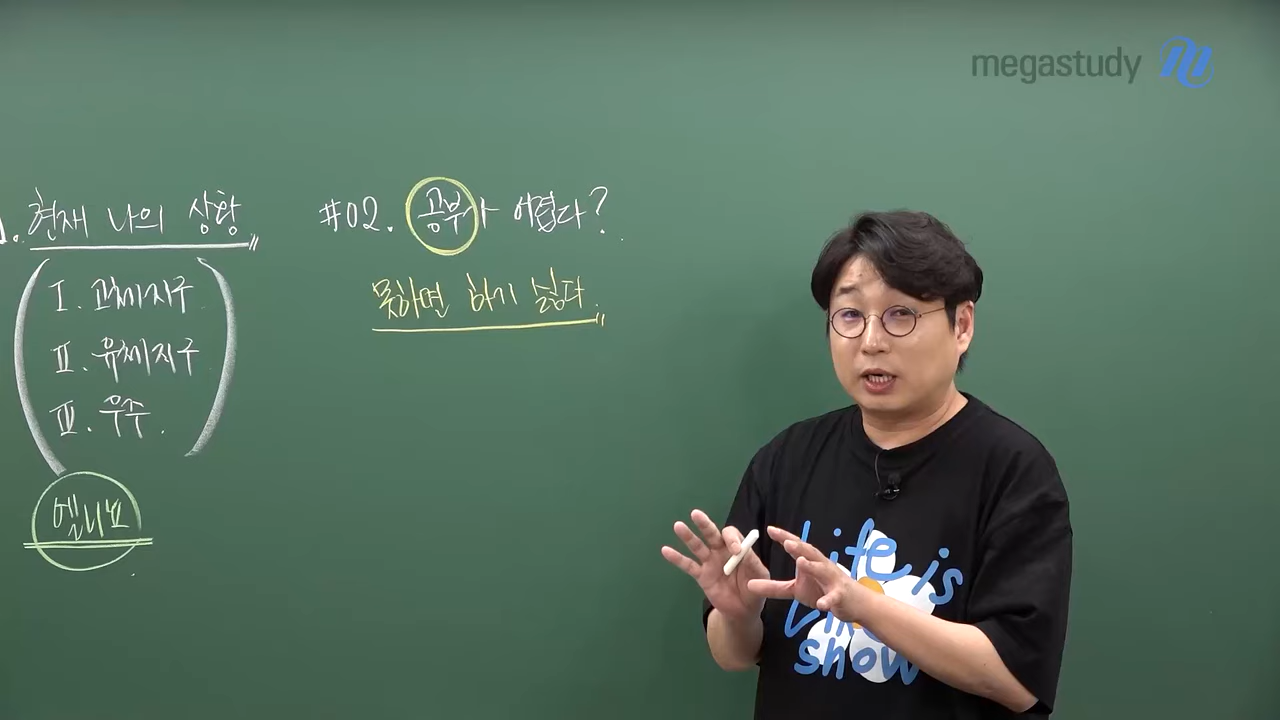 megastudy
1. 현재 나의 상황
I. 고체지구
II. 유체지구
III. 우주.
엘니뇨
#02. 공부가 어렵다?
못하면 하기 싫다.
Life is
show